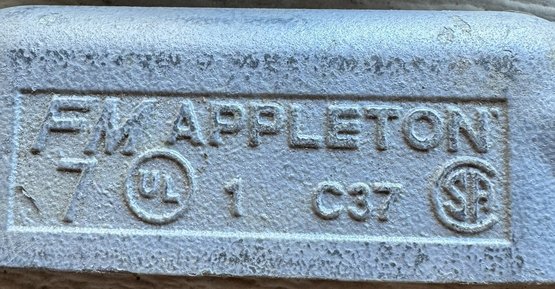 FM APPLETON
7 UL 1 C37 SA